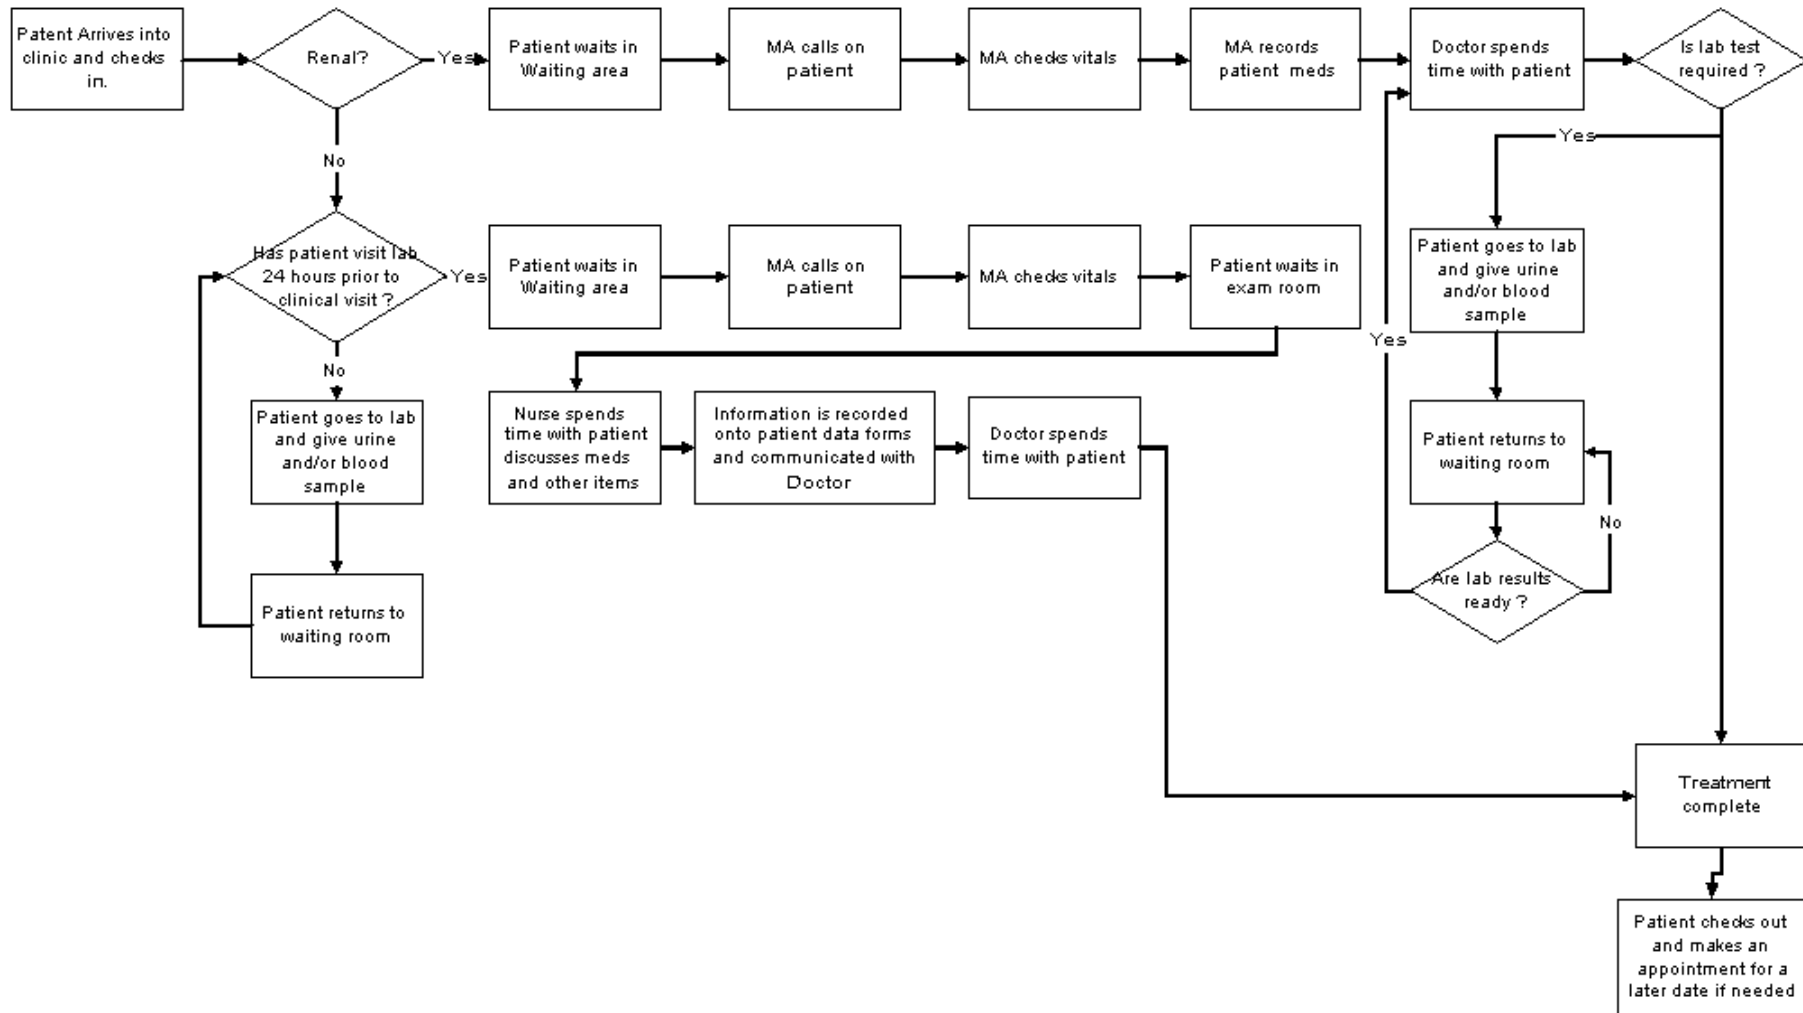 Patent Arrives into
clinic and checks
in.
Renal?
Yes
Patient waits in
Waiting area
MA calls on
patient
MA checks vitals
MA records
patient meds
Doctor spends
time with patient
Is lab test
required ?
No
Yes
Has patient visit lab
24 hours prior to
clinical visit ?
Yes
Patient waits in
Waiting area
MA calls on
patient
MA checks vitals
Patient waits in
exam room
Patient goes to lab
and give urine
and/or blood
sample
Yes
No
Patient goes to lab
and give urine
and/or blood
sample
Nurse spends
time with patient
discusses meds
and other items
Information is recorded
onto patient data forms
and communicated with
Doctor
Doctor spends
time with patient
Patient returns to
waiting room
No
Are lab results
ready ?
Patient returns to
waiting room
Treatment
complete
Patient checks out
and makes an
appointment for a
later date if needed